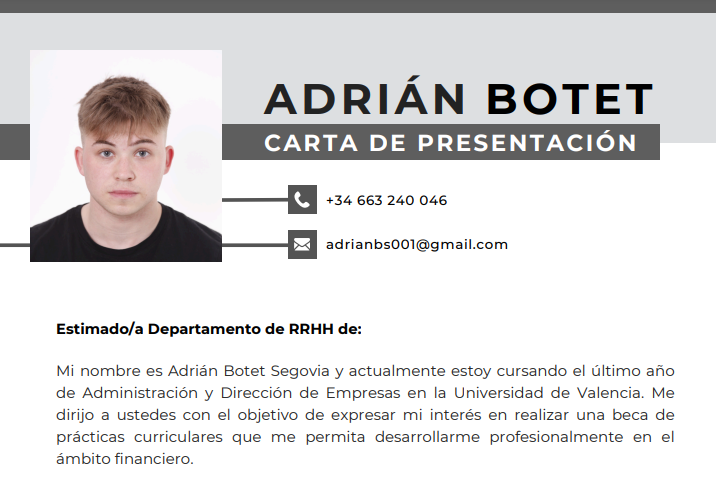 ADRIÁN BOTET
CARTA DE PRESENTACIÓN
+34 663 240 046
adrianbs001@gmail.com
Estimado/a Departamento de RRHH de:
Mi nombre es Adrián Botet Segovia y actualmente estoy cursando el último año
de Administración y Dirección de Empresas en la Universidad de Valencia. Me
dirijo a ustedes con el objetivo de expresar mi interés en realizar una beca de
prácticas curriculares que me permita desarrollarme profesionalmente en el
ámbito financiero.